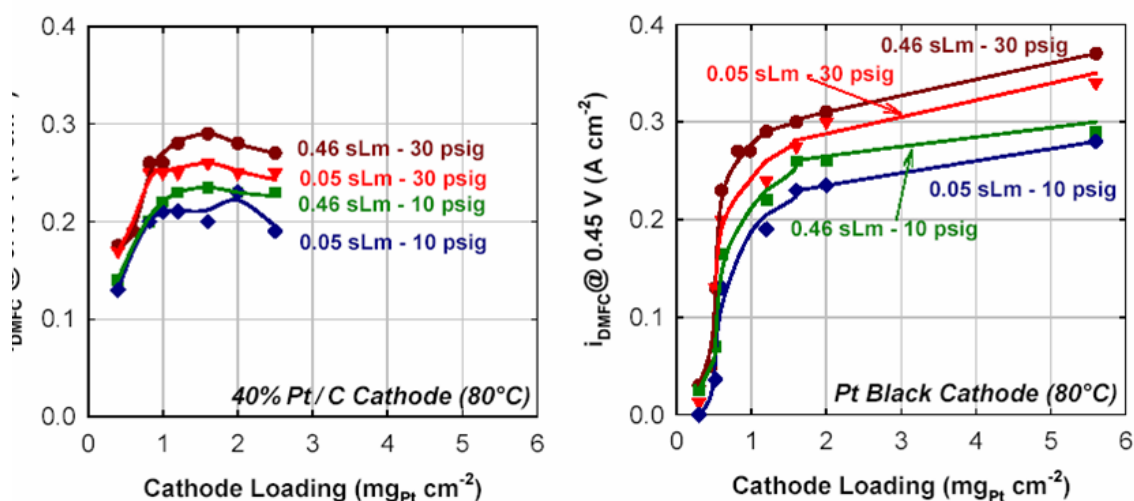 0.4
0.3
0.2
0.1
0.0
0.46 sLm - 30 psig
0.05 sLm - 30 psig
0.46 sLm - 10 psig
0.05 sLm - 10 psig
40% Pt / C Cathode (80°C)
0 1 2 3 4 5 6
Cathode Loading (mgPt cm-2)
iDMFC@ 0.45 V (A cm-2)
0.4
0.3
0.2
0.1
0.0
0.46 sLm - 30 psig
0.05 sLm - 30 psig
0.05 sLm - 10 psig
0.46 sLm - 10 psig
Pt Black Cathode (80°C)
0 1 2 3 4 5 6
Cathode Loading (mgPt cm-2)